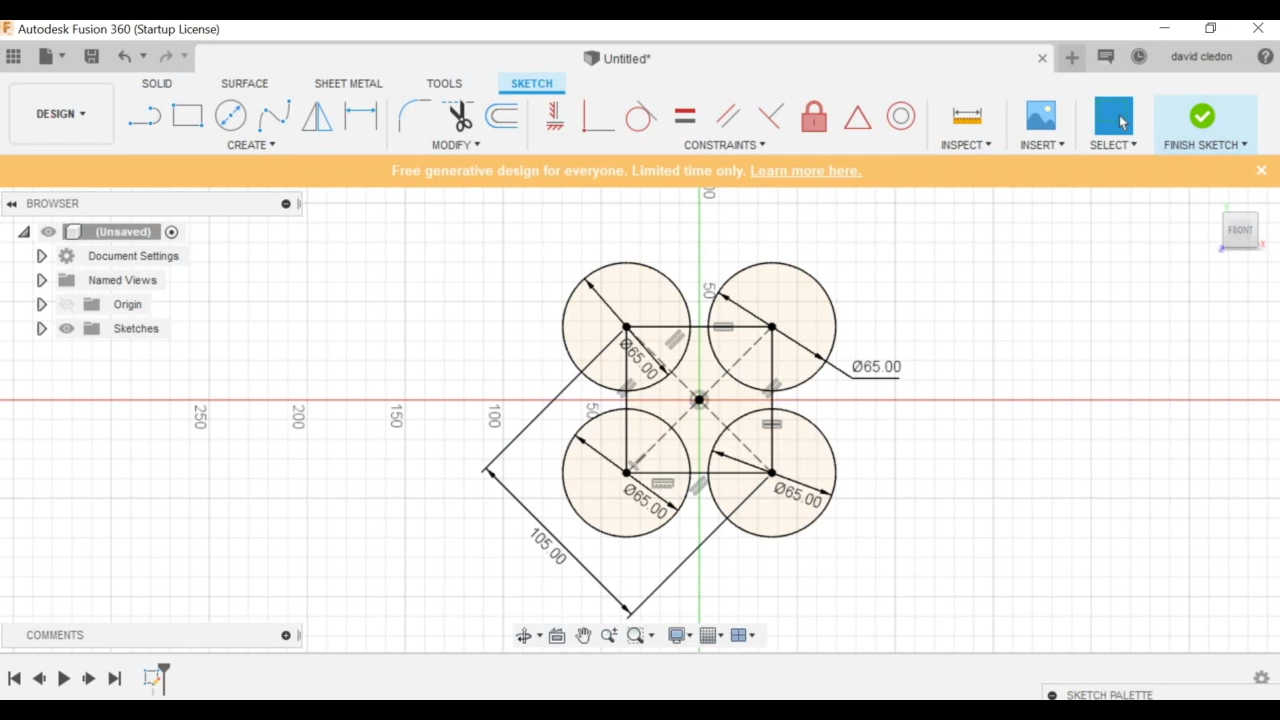 Autodesk Fusion 360 (Startup License)
Untitled*
david cledon
SOLID
SURFACE
SHEET METAL
TOOLS
SKETCH
DESIGN
CREATE
MODIFY
CONSTRAINTS
INSPECT
INSERT
SELECT
FINISH SKETCH
Free generative design for everyone. Limited time only. Learn more here.
BROWSER
(Unsaved)
Document Settings
Named Views
Origin
Sketches
FRONT
X
50
Ø65.00
Ø65.00
250
200
150
100
50
Ø65.00
Ø65.00
105.00
COMMENTS
SKETCH PALETTE